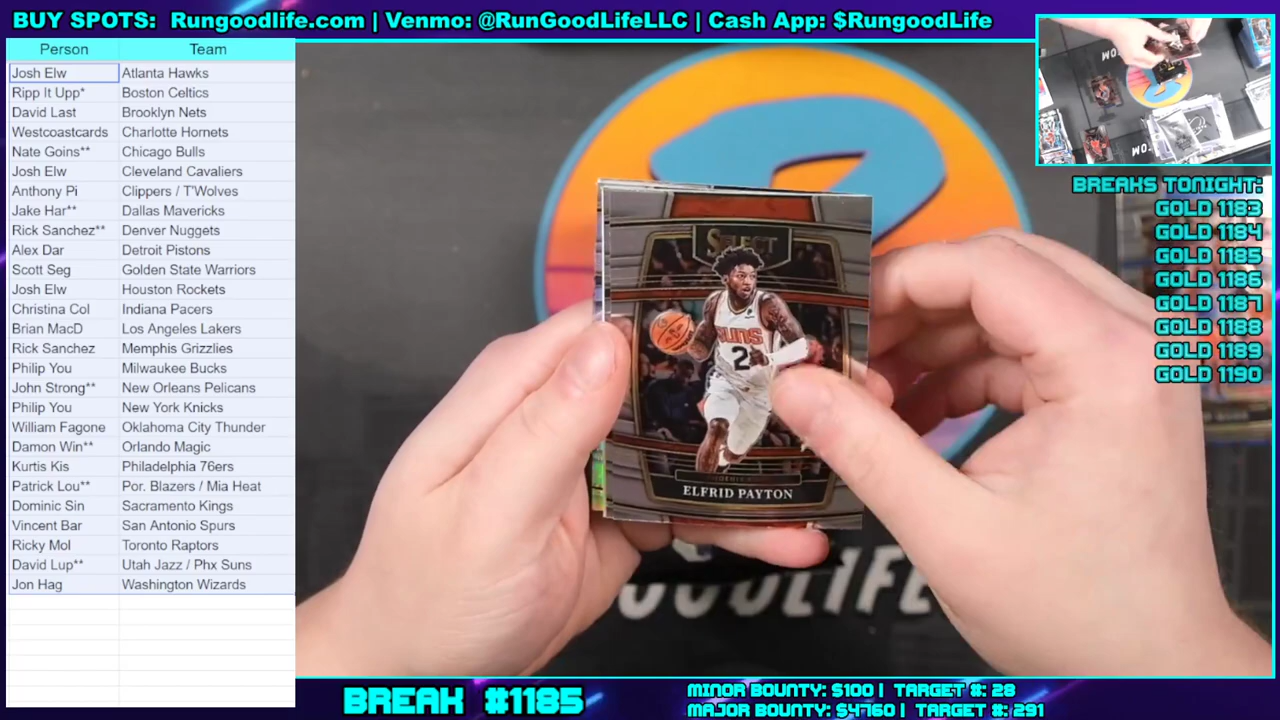 BUY SPOTS: Rungoodlife.com | Venmo: @RunGoodLifeLLC | Cash App: $RungoodLife
Person Team
Josh Elw Atlanta Hawks
Ripp It Upp* Boston Celtics
David Last Brooklyn Nets
Westcoastcards Charlotte Hornets
Nate Goins** Chicago Bulls
Josh Elw Cleveland Cavaliers
Anthony Pi Clippers / T'Wolves
Jake Har** Dallas Mavericks
Rick Sanchez** Denver Nuggets
Alex Dar Detroit Pistons
Scott Seg Golden State Warriors
Josh Elw Houston Rockets
Christina Col Indiana Pacers
Brian MacD Los Angeles Lakers
Rick Sanchez Memphis Grizzlies
Philip You Milwaukee Bucks
John Strong** New Orleans Pelicans
Philip You New York Knicks
William Fagone Oklahoma City Thunder
Damon Win** Orlando Magic
Kurtis Kis Philadelphia 76ers
Patrick Lou** Por. Blazers / Mia Heat
Dominic Sin Sacramento Kings
Vincent Bar San Antonio Spurs
Ricky Mol Toronto Raptors
David Lup** Utah Jazz / Phx Suns
Jon Hag Washington Wizards
SELECT
SUNS
2
ELFRID PAYTON
OODLIFE
BREAKS TONIGHT:
GOLD 1183
GOLD 1184
GOLD 1185
GOLD 1186
GOLD 1187
GOLD 1188
GOLD 1189
GOLD 1190
BREAK #1185
MINOR BOUNTY: $100 | TARGET #: 28
MAJOR BOUNTY: $4760 | TARGET #: 291